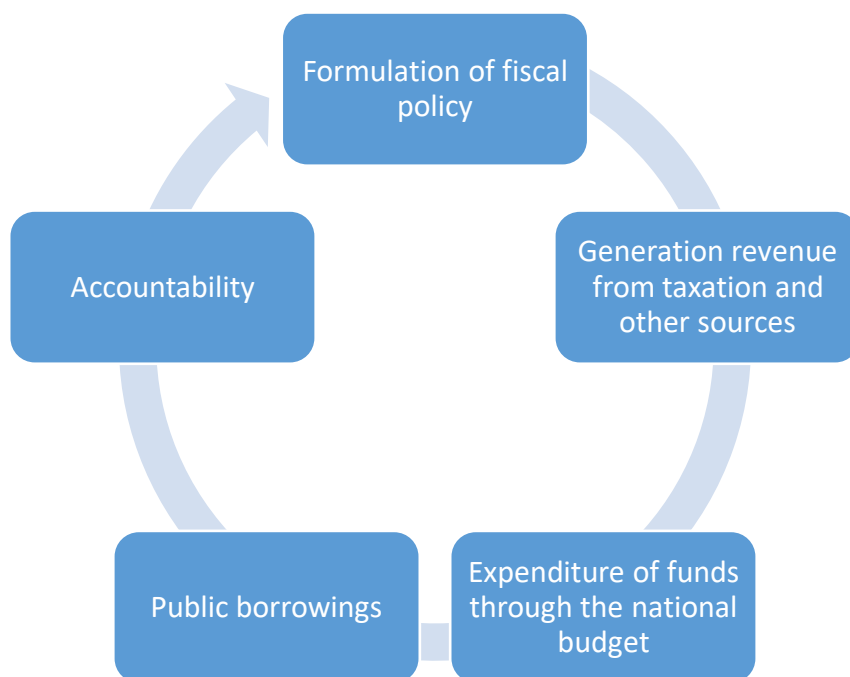 Formulation of fiscal
policy
Generation revenue
from taxation and
other sources
Expenditure of funds
through the national
budget
Public borrowings
Accountability